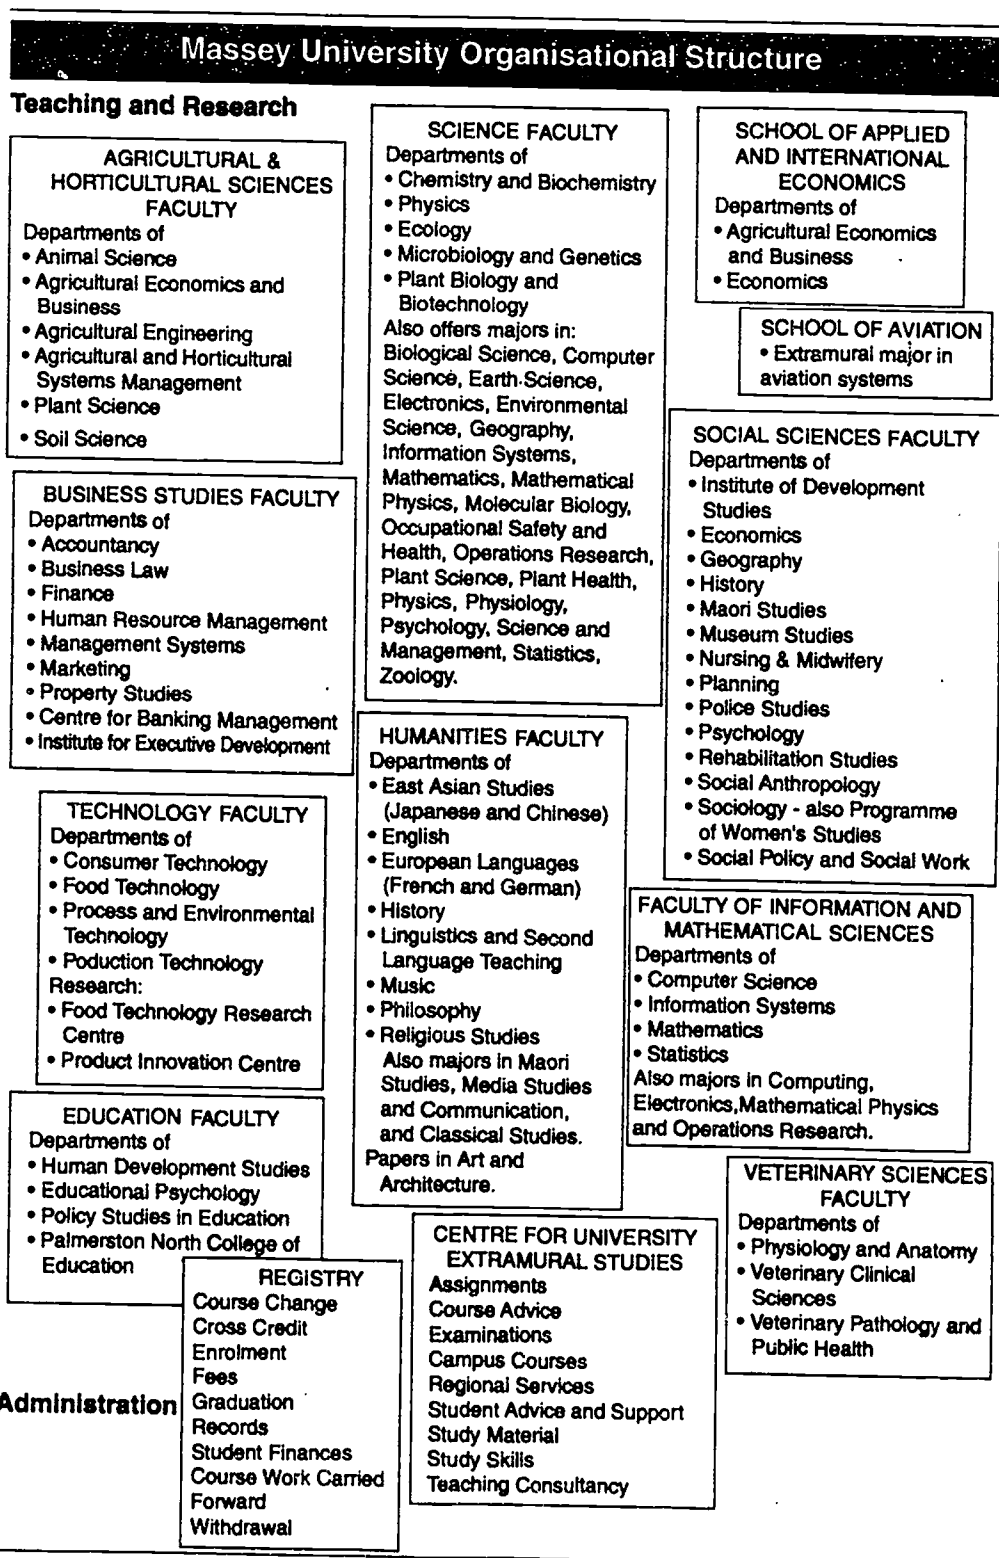 Massey University Organisational Structure
Teaching and Research
AGRICULTURAL &
HORTICULTURAL SCIENCES
FACULTY
Departments of
• Animal Science
• Agricultural Economics and
Business
• Agricultural Engineering
• Agricultural and Horticultural
Systems Management
• Plant Science
• Soil Science
BUSINESS STUDIES FACULTY
Departments of
• Accountancy
• Business Law
• Finance
• Human Resource Management
• Management Systems
• Marketing
• Property Studies
• Centre for Banking Management
• Institute for Executive Development
TECHNOLOGY FACULTY
Departments of
• Consumer Technology
• Food Technology
• Process and Environmental
Technology
• Poduction Technology
Research:
• Food Technology Research
Centre
• Product Innovation Centre
EDUCATION FACULTY
Departments of
• Human Development Studies
• Educational Psychology
• Policy Studies in Education
• Palmerston North College of
Education
SCIENCE FACULTY
Departments of
• Chemistry and Biochemistry
• Physics
• Ecology
• Microbiology and Genetics
• Plant Biology and
Biotechnology
Also offers majors in:
Biological Science, Computer
Science, Earth Science,
Electronics, Environmental
Science, Geography,
Information Systems,
Mathematics, Mathematical
Physics, Molecular Biology,
Occupational Safety and
Health, Operations Research,
Plant Science, Plant Health,
Physics, Physiology,
Psychology, Science and
Management, Statistics,
Zoology.
HUMANITIES FACULTY
Departments of
• East Asian Studies
(Japanese and Chinese)
• English
• European Languages
(French and German)
• History
• Linguistics and Second
Language Teaching
• Music
• Philosophy
• Religious Studies
Also majors in Maori
Studies, Media Studies
and Communication,
and Classical Studies.
Papers in Art and
Architecture.
SCHOOL OF APPLIED
AND INTERNATIONAL
ECONOMICS
Departments of
• Agricultural Economics
and Business
• Economics
SCHOOL OF AVIATION
• Extramural major in
aviation systems
SOCIAL SCIENCES FACULTY
Departments of
• Institute of Development
Studies
• Economics
• Geography
• History
• Maori Studies
• Museum Studies
• Nursing & Midwifery
• Planning
• Police Studies
• Psychology
• Rehabilitation Studies
• Social Anthropology
• Sociology - also Programme
of Women's Studies
• Social Policy and Social Work
FACULTY OF INFORMATION AND
MATHEMATICAL SCIENCES
Departments of
• Computer Science
• Information Systems
• Mathematics
• Statistics
Also majors in Computing,
Electronics,Mathematical Physics
and Operations Research.
VETERINARY SCIENCES
FACULTY
Departments of
• Physiology and Anatomy
• Veterinary Clinical
Sciences
• Veterinary Pathology and
Public Health
Administration
REGISTRY
Course Change
Cross Credit
Enrolment
Fees
Graduation
Records
Student Finances
Course Work Carried
Forward
Withdrawal
CENTRE FOR UNIVERSITY
EXTRAMURAL STUDIES
Assignments
Course Advice
Examinations
Campus Courses
Regional Services
Student Advice and Support
Study Material
Study Skills
Teaching Consultancy